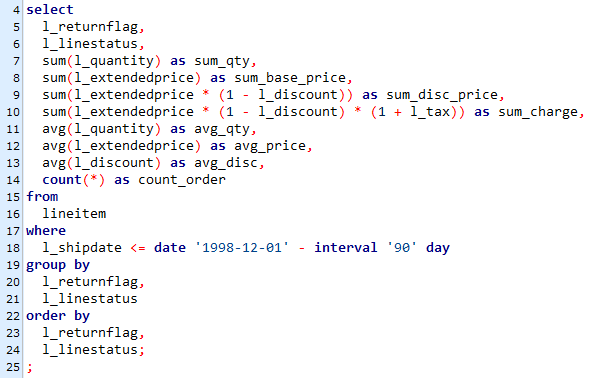 4 select
5 l_returnflag,
6 l_linestatus,
7 sum(l_quantity) as sum_qty,
8 sum(l_extendedprice) as sum_base_price,
9 sum(l_extendedprice * (1 - l_discount)) as sum_disc_price,
10 sum(l_extendedprice * (1 - l_discount) * (1 + l_tax)) as sum_charge,
11 avg(l_quantity) as avg_qty,
12 avg(l_extendedprice) as avg_price,
13 avg(l_discount) as avg_disc,
14 count(*) as count_order
15 from
16 lineitem
17 where
18 l_shipdate <= date '1998-12-01' - interval '90' day
19 group by
20 l_returnflag,
21 l_linestatus
22 order by
23 l_returnflag,
24 l_linestatus;
25 ;